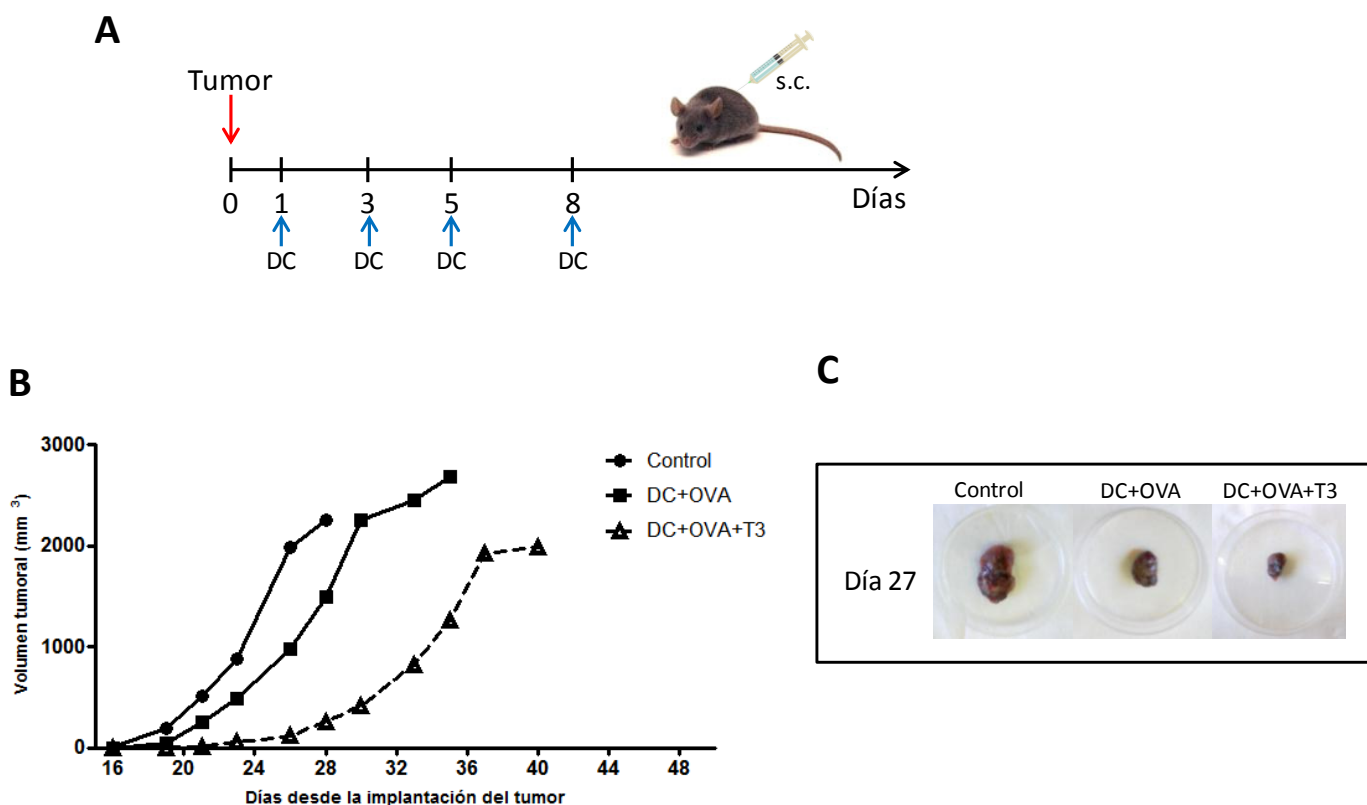 A
Tumor
s.c.
0 1 3 5 8 Días
DC DC DC DC
B
3000
2000
1000
0
Volumen tumoral (mm 3)
16 20 24 28 32 36 40 44 48
Días desde la implantación del tumor
Control
DC+OVA
DC+OVA+T3
C
Control DC+OVA DC+OVA+T3
Día 27